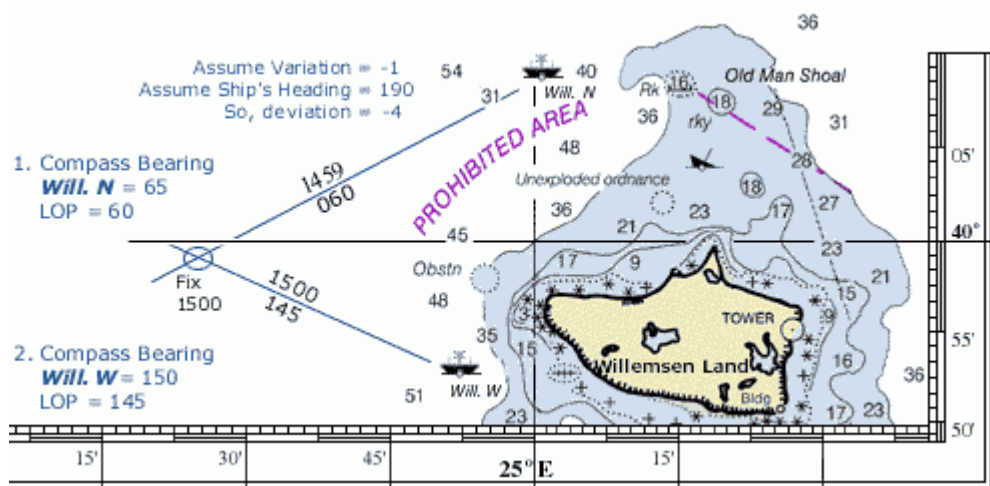 Assume Variation = -1
Assume Ship's Heading = 190
So, deviation = -4
1. Compass Bearing
Will. N = 65
LOP = 60
1459
060
Fix
1500
1500
145
2. Compass Bearing
Will. W = 150
LOP = 145
54
31
40
Will. N
PROHIBITED AREA
48
Unexploded ordnance
36
45
Obstn
48
35
51
Will. W
36
Rk
16
Old Man Shoal
18
29
36
rky
31
28
18
27
17
23
21
23
17
9
21
15
3
15
9
TOWER
Willemsen Land
16
36
Bldg
23
17
23
05'
40°
55'
50'
15'
30'
45'
25° E
15'